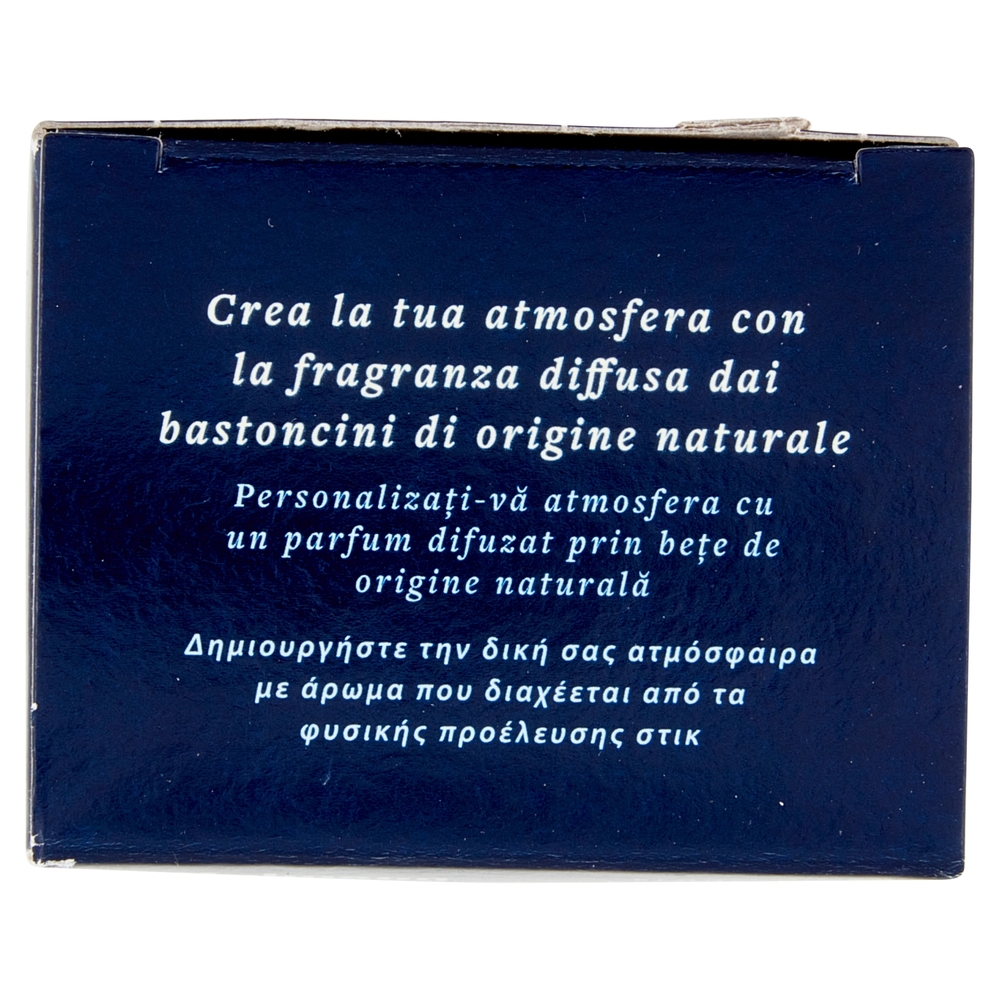 Crea la tua atmosfera con
la fragranza diffusa dai
bastoncini di origine naturale
Personalizați-vă atmosfera cu
un parfum difuzat prin bețe de
origine naturală
Δημιουργήστε την δική σας ατμόσφαιρα
με άρωμα που διαχέεται από τα
φυσικής προέλευσης στικ